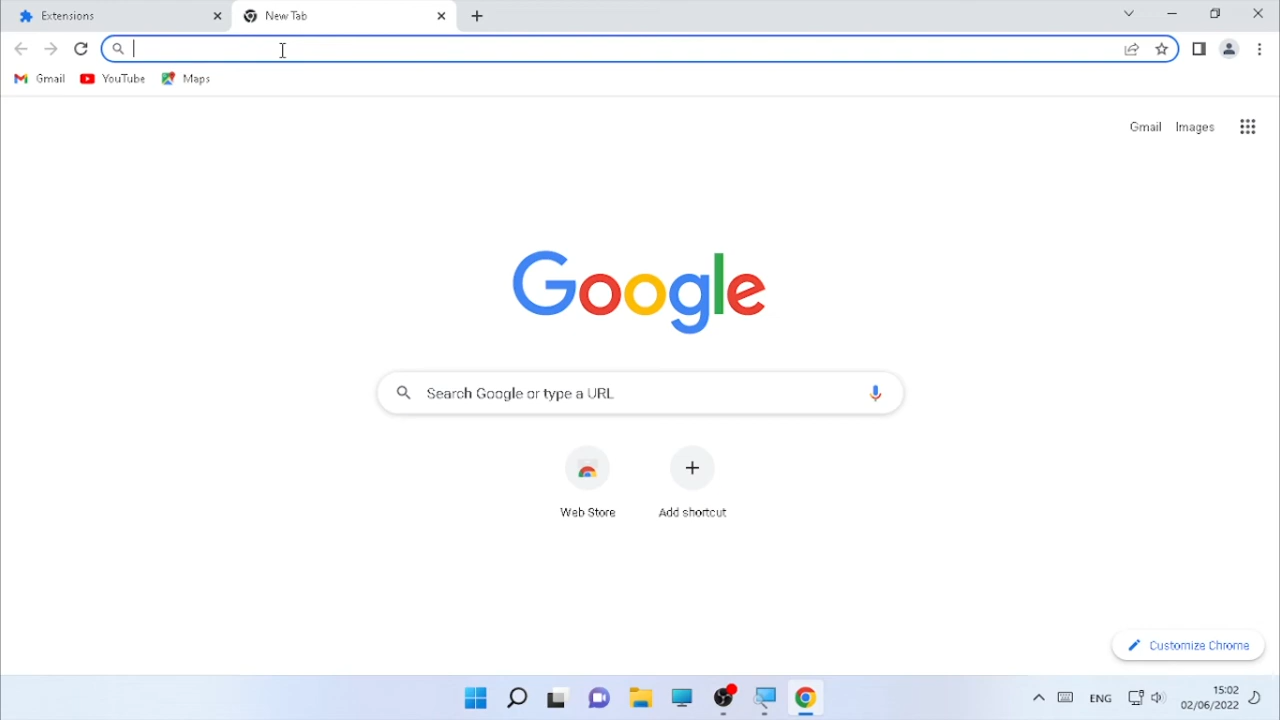 Extensions
New Tab
Gmail YouTube Maps
Gmail Images
Google
Search Google or type a URL
Web Store Add shortcut
Customize Chrome
ENG
15:02
02/06/2022